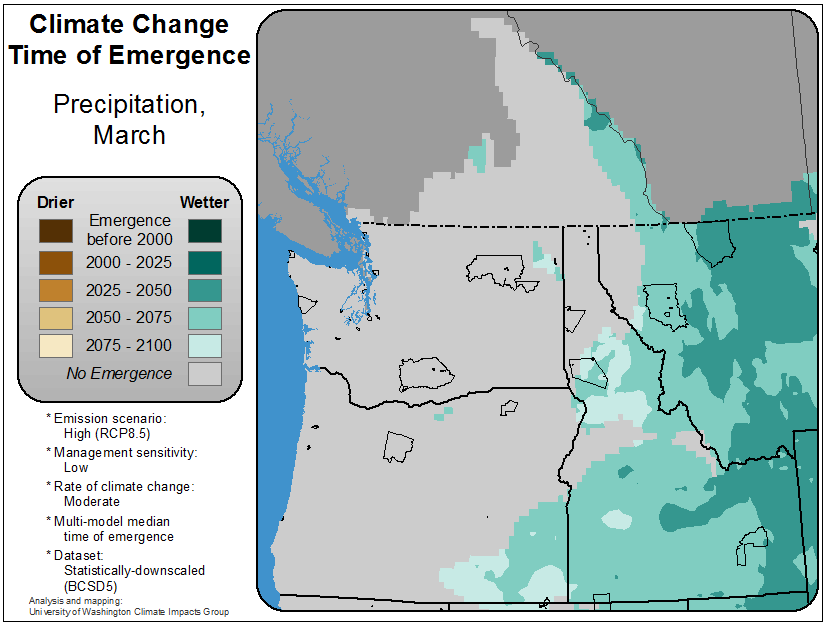 Climate Change
Time of Emergence
Precipitation,
March
Drier
Wetter
Emergence
before 2000
2000 - 2025
2025 - 2050
2050 - 2075
2075 - 2100
No Emergence
* Emission scenario:
High (RCP8.5)
* Management sensitivity:
Low
* Rate of climate change:
Moderate
* Multi-model median
time of emergence
* Dataset:
Statistically-downscaled
(BCSD5)
Analysis and mapping:
University of Washington Climate Impacts Group